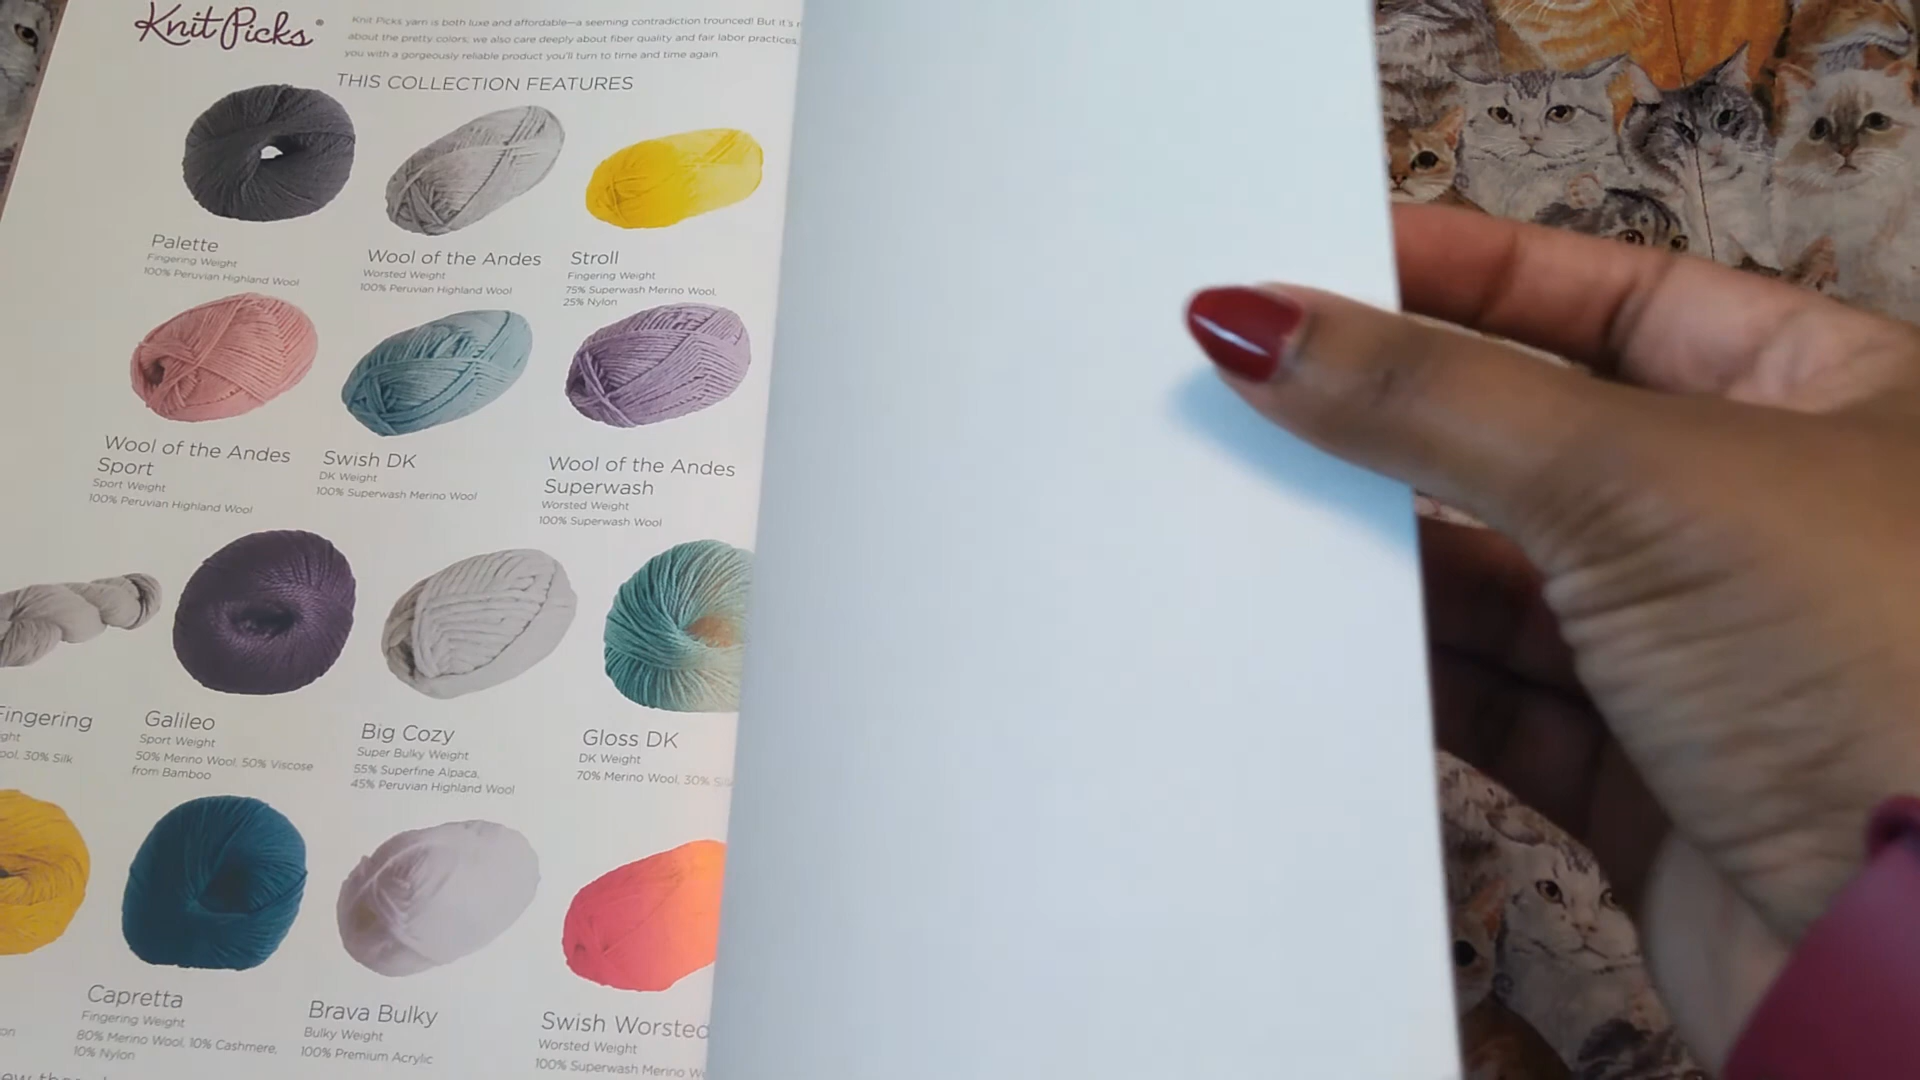 Knit Picks
Knit Picks yarn is both luxe and affordable—a seeming contradiction trounced! But it's
about the pretty colors; we also care deeply about fiber quality and fair labor practices,
you with a gorgeously reliable product you'll turn to time and time again.
THIS COLLECTION FEATURES
Palette
Fingering Weight
100% Peruvian Highland Wool
Wool of the Andes
Worsted Weight
100% Peruvian Highland Wool
Stroll
Fingering Weight
75% Superwash Merino Wool,
25% Nylon
Wool of the Andes
Sport
Sport Weight
100% Peruvian Highland Wool
Swish DK
DK Weight
100% Superwash Merino Wool
Wool of the Andes
Superwash
Worsted Weight
100% Superwash Wool
Fingering
30% Silk
Galileo
Sport Weight
50% Merino Wool, 50% Viscose
from Bamboo
Big Cozy
Super Bulky Weight
55% Superfine Alpaca,
45% Peruvian Highland Wool
Gloss DK
DK Weight
70% Merino Wool, 30%
Capretta
Fingering Weight
80% Merino Wool, 10% Cashmere,
10% Nylon
Brava Bulky
Bulky Weight
100% Premium Acrylic
Swish Worsted
Worsted Weight
100% Superwash Merino